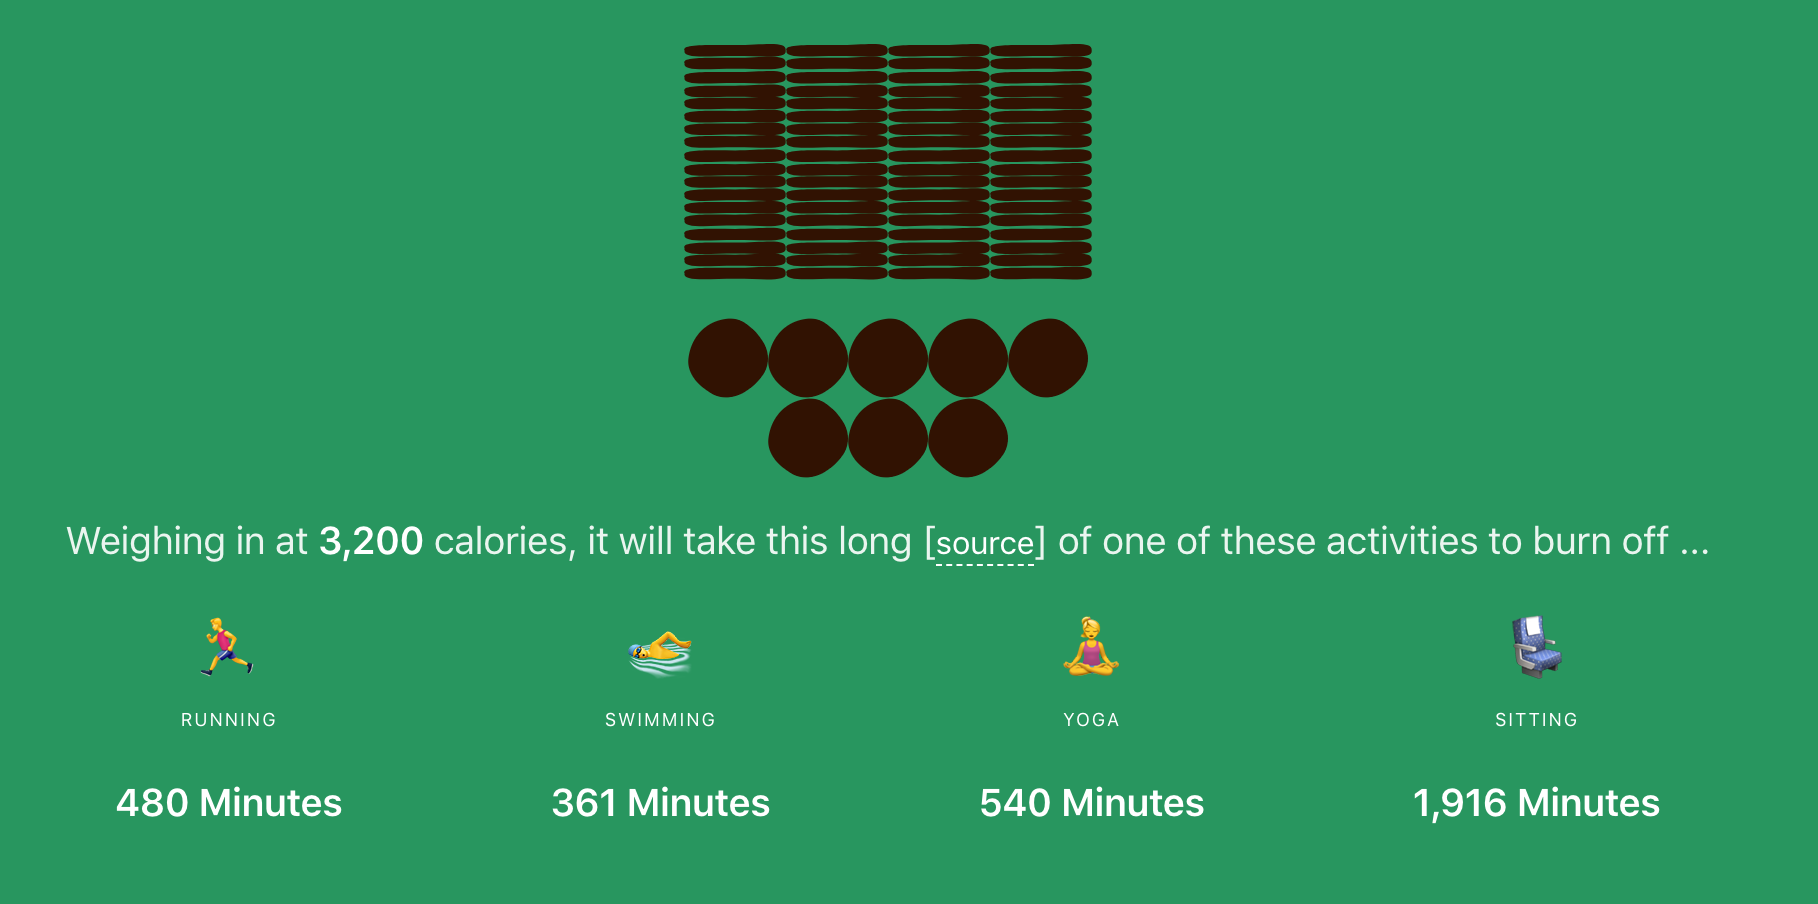 Weighing in at 3,200 calories, it will take this long [source] of one of these activities to burn off ...
RUNNING
SWIMMING
YOGA
SITTING
480 Minutes
361 Minutes
540 Minutes
1,916 Minutes